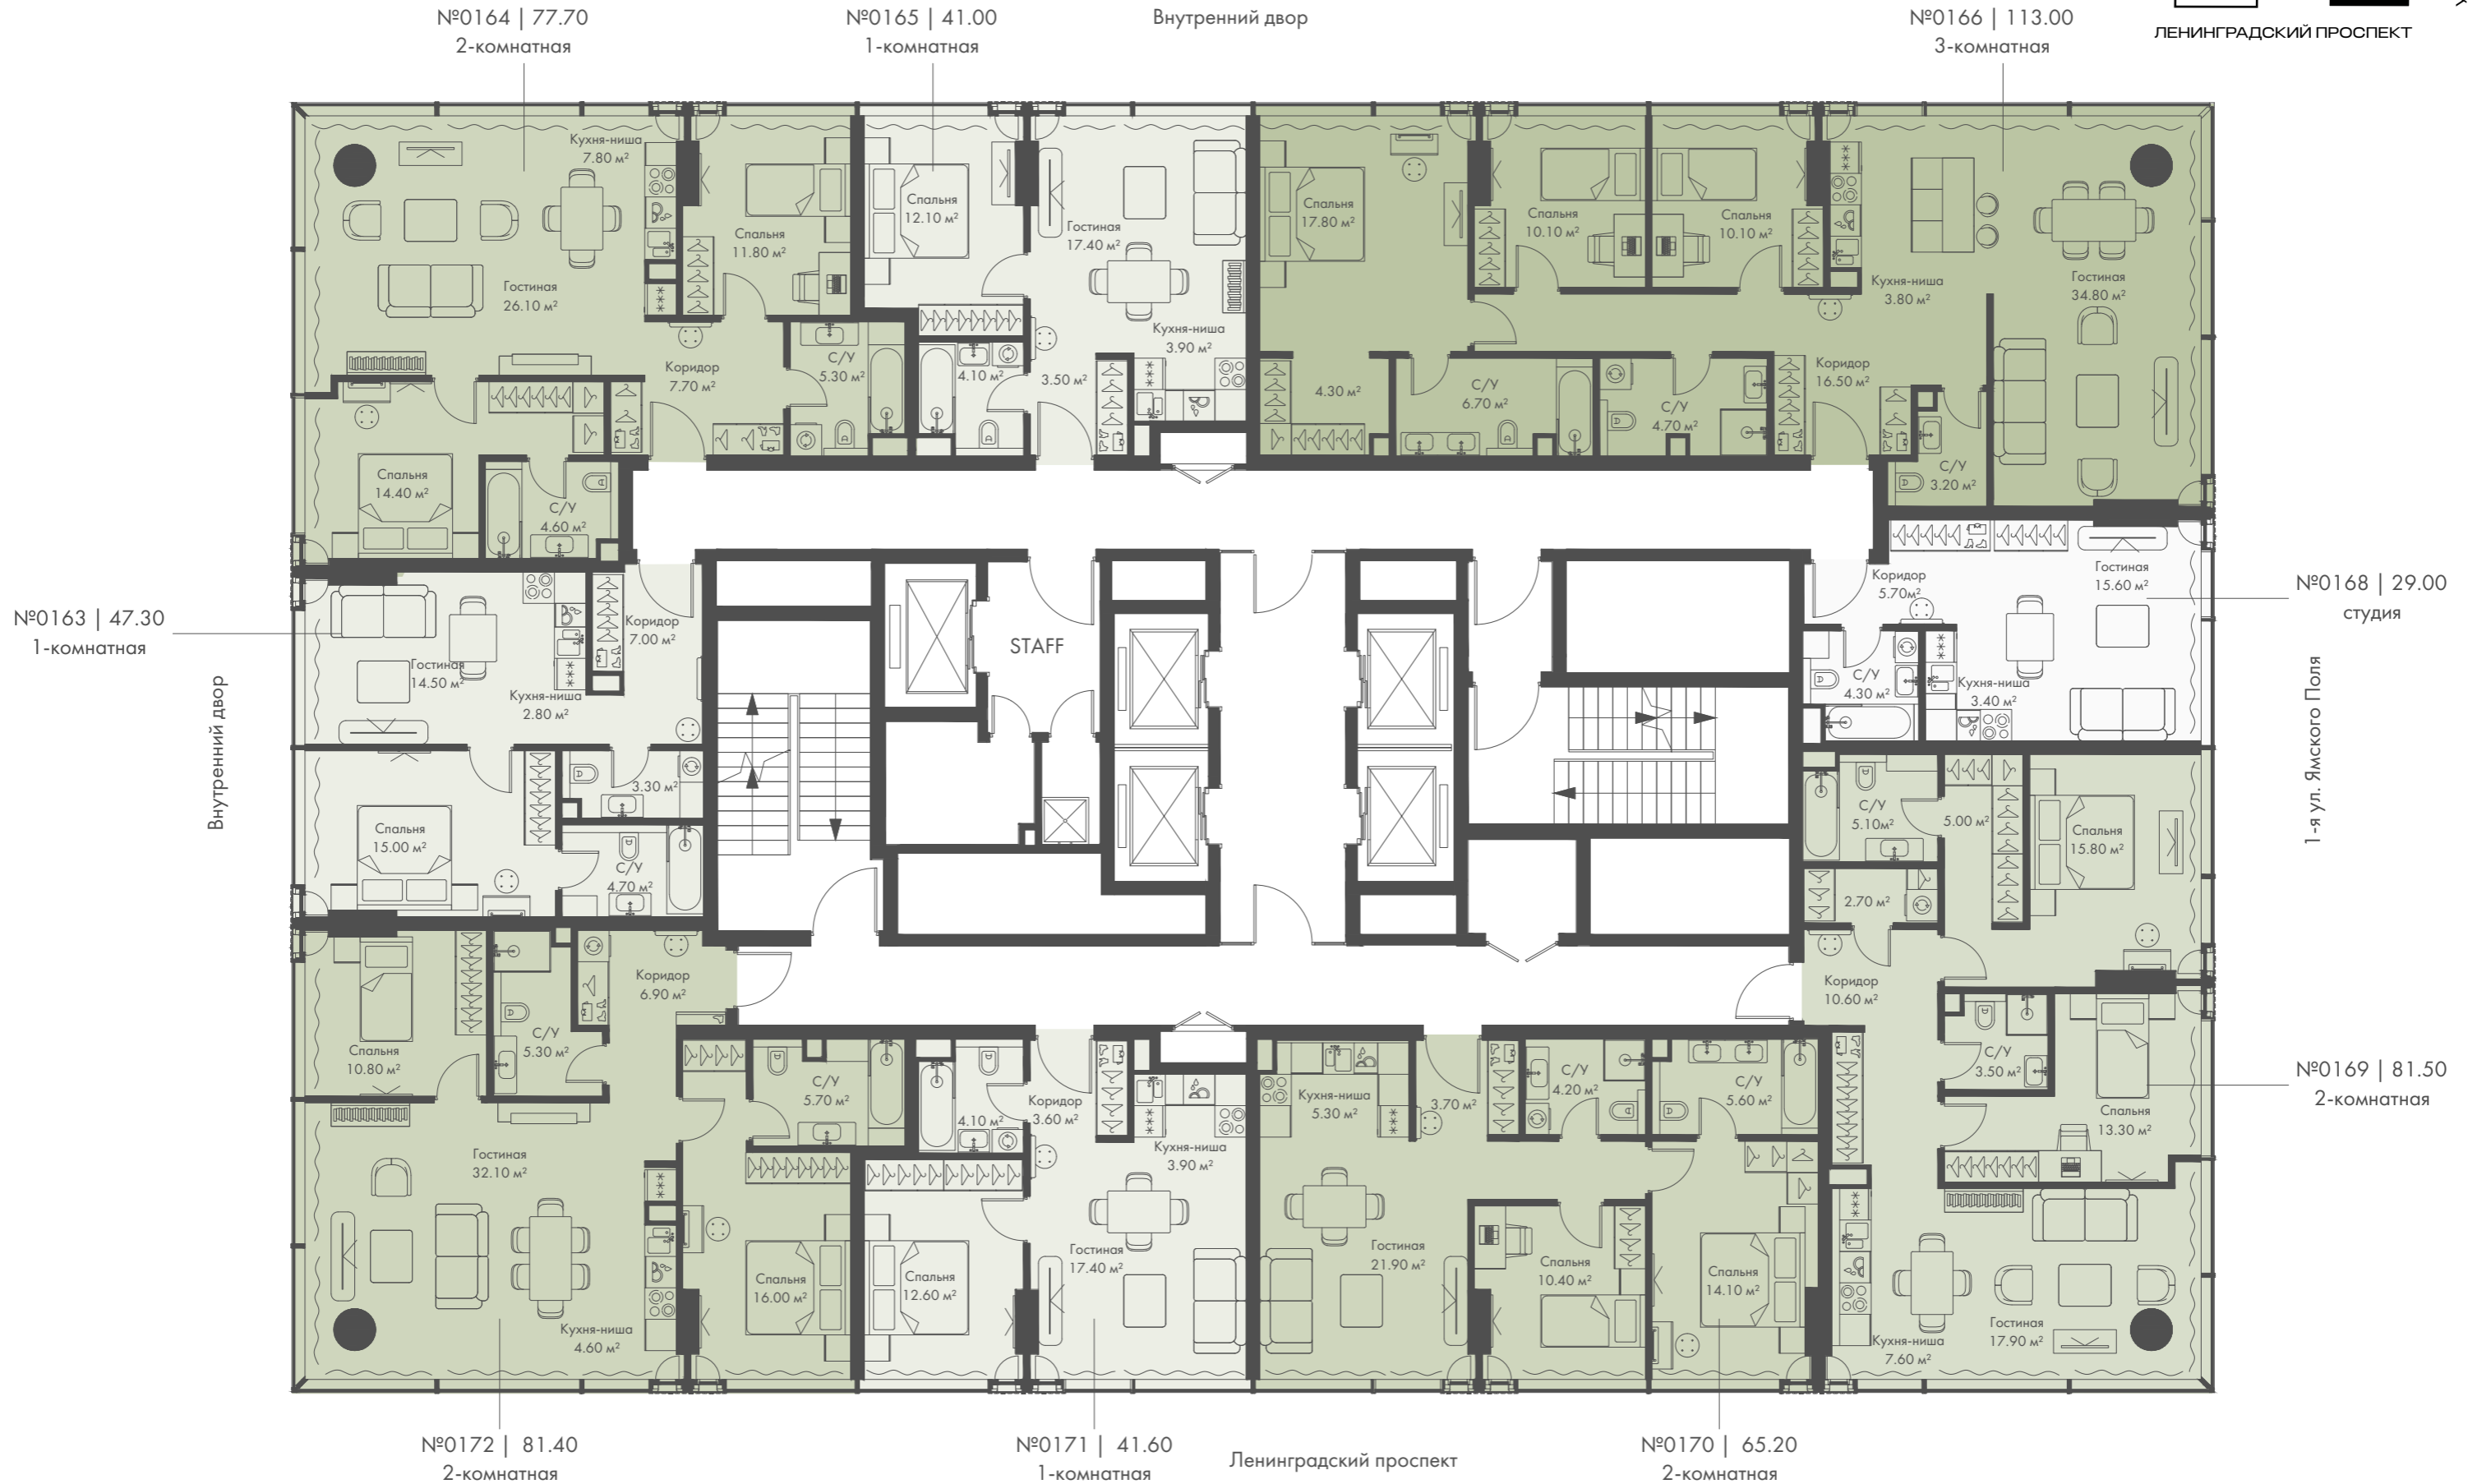 №0164 | 77.70
2-комнатная
№0165 | 41.00
1-комнатная
Внутренний двор
№0166 | 113.00
3-комнатная
ЛЕНИНГРАДСКИЙ ПРОСПЕКТ
Кухня-ниша
7.80 м²
Гостиная
26.10 м²
Спальня
11.80 м²
Коридор
7.70 м²
С/У
5.30 м²
Спальня
14.40 м²
С/У
4.60 м²
Спальня
12.10 м²
Гостиная
17.40 м²
Кухня-ниша
3.90 м²
4.10 м²
3.50 м²
Спальня
17.80 м²
Спальня
10.10 м²
Спальня
10.10 м²
Кухня-ниша
3.80 м²
Гостиная
34.80 м²
4.30 м²
С/У
6.70 м²
С/У
4.70 м²
Коридор
16.50 м²
С/У
3.20 м²
№0163 | 47.30
1-комнатная
Внутренний двор
Гостиная
14.50 м²
Кухня-ниша
2.80 м²
Коридор
7.00 м²
3.30 м²
Спальня
15.00 м²
С/У
4.70 м²
STAFF
Коридор
5.70м²
Гостиная
15.60 м²
С/У
4.30 м²
Кухня-ниша
3.40 м²
№0168 | 29.00
студия
1-я ул. Ямского Поля
С/У
5.10м²
5.00 м²
Спальня
15.80 м²
2.70 м²
Коридор
10.60 м²
С/У
3.50 м²
Спальня
13.30 м²
Гостиная
17.90 м²
Кухня-ниша
7.60 м²
№0169 | 81.50
2-комнатная
Спальня
10.80 м²
С/У
5.30 м²
Коридор
6.90 м²
Гостиная
32.10 м²
Кухня-ниша
4.60 м²
С/У
5.70 м²
Спальня
16.00 м²
4.10 м²
Коридор
3.60 м²
Кухня-ниша
3.90 м²
Гостиная
17.40 м²
Спальня
12.60 м²
Кухня-ниша
5.30 м²
3.70 м²
С/У
4.20 м²
С/У
5.60 м²
Гостиная
21.90 м²
Спальня
10.40 м²
Спальня
14.10 м²
№0172 | 81.40
2-комнатная
№0171 | 41.60
1-комнатная
Ленинградский проспект
№0170 | 65.20
2-комнатная